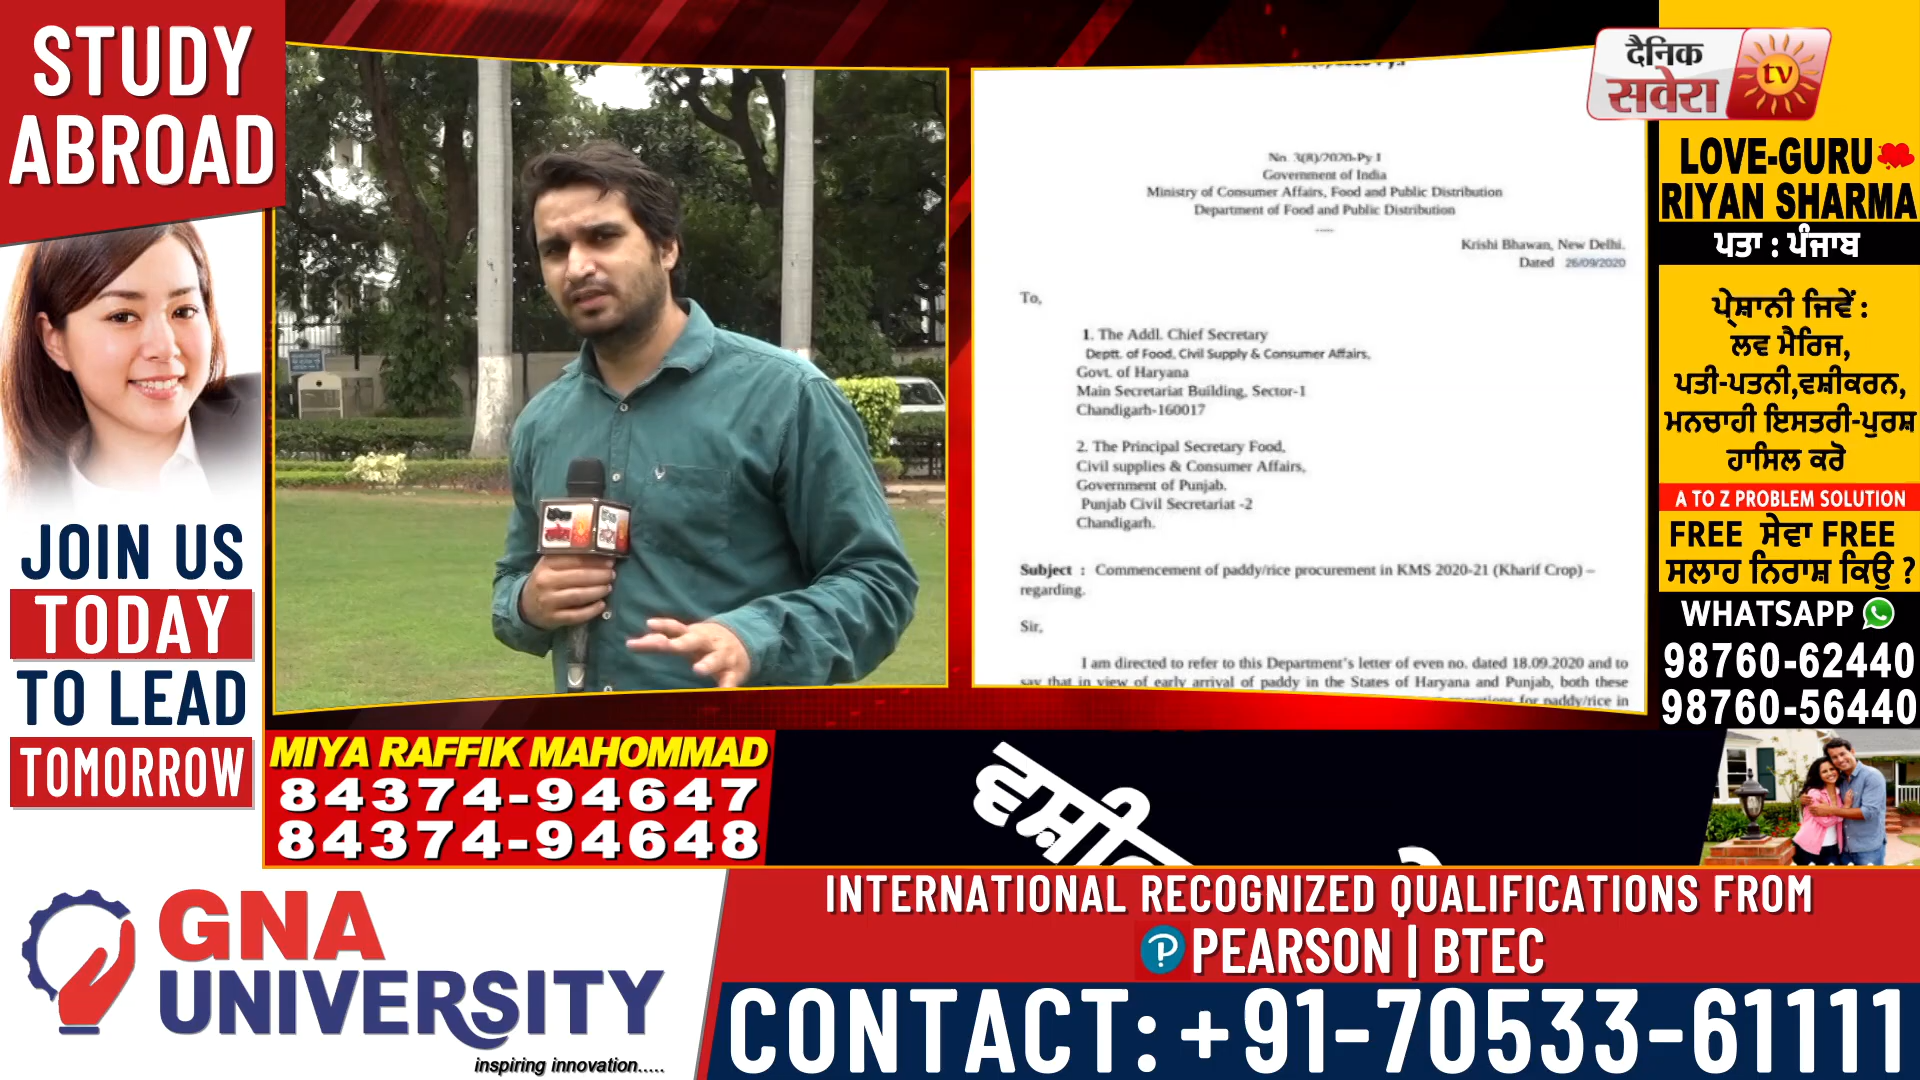 STUDY
ABROAD
JOIN US
TODAY
TO LEAD
TOMORROW
No. 3(8)/2020-Py.I
Government of India
Ministry of Consumer Affairs, Food and Public Distribution
Department of Food and Public Distribution
Krishi Bhawan, New Delhi.
Dated 26/09/2020
To,
1. The Addl. Chief Secretary
Deptt. of Food, Civil Supply & Consumer Affairs,
Govt. of Haryana
Main Secretariat Building, Sector-1
Chandigarh-160017
2. The Principal Secretary Food,
Civil supplies & Consumer Affairs,
Government of Punjab.
Punjab Civil Secretariat -2
Chandigarh.
Subject : Commencement of paddy/rice procurement in KMS 2020-21 (Kharif Crop) –
regarding.
Sir,
I am directed to refer to this Department's letter of even no. dated 18.09.2020 and to
say that in view of early arrival of paddy in the States of Haryana and Punjab, both these
for paddy/rice in
दैनिक
सवेरा
tv
LOVE-GURU
RIYAN SHARMA
ਪਤਾ : ਪੰਜਾਬ
ਪ੍ਰੇਸ਼ਾਨੀ ਜਿਵੇਂ :
ਲਵ ਮੈਰਿਜ,
ਪਤੀ-ਪਤਨੀ,ਵਸ਼ੀਕਰਨ,
ਮਨਚਾਹੀ ਇਸਤਰੀ-ਪੁਰਸ਼
ਹਾਸਿਲ ਕਰੋ
A TO Z PROBLEM SOLUTION
FREE ਸੇਵਾ FREE
ਸਲਾਹ ਨਿਰਾਸ਼ ਕਿਉ ?
WHATSAPP
98760-62440
98760-56440
MIYA RAFFIK MAHOMMAD
84374-94647
84374-94648
GNA
UNIVERSITY
inspiring innovation.....
INTERNATIONAL RECOGNIZED QUALIFICATIONS FROM
PEARSON | BTEC
CONTACT: +91-70533-61111